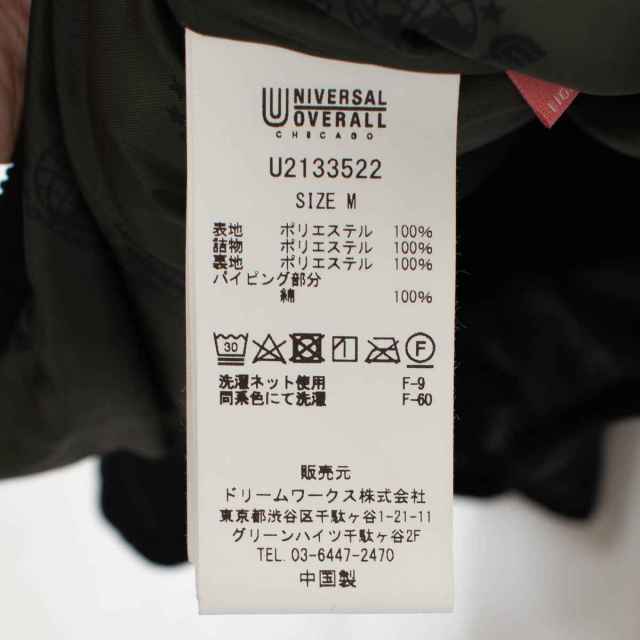 UNIVERSAL
OVERALL
CHICAGO
U2133522
SIZE M
表地 ポリエステル 100%
詰物 ポリエステル 100%
裏地 ポリエステル 100%
パイピング部分
綿 100%
30 F
洗濯ネット使用 F-9
同系色にて洗濯 F-60
販売元
ドリームワークス株式会社
東京都渋谷区千駄ヶ谷1-21-11
グリーンハイツ千駄ヶ谷2F
TEL. 03-6447-2470
中国製